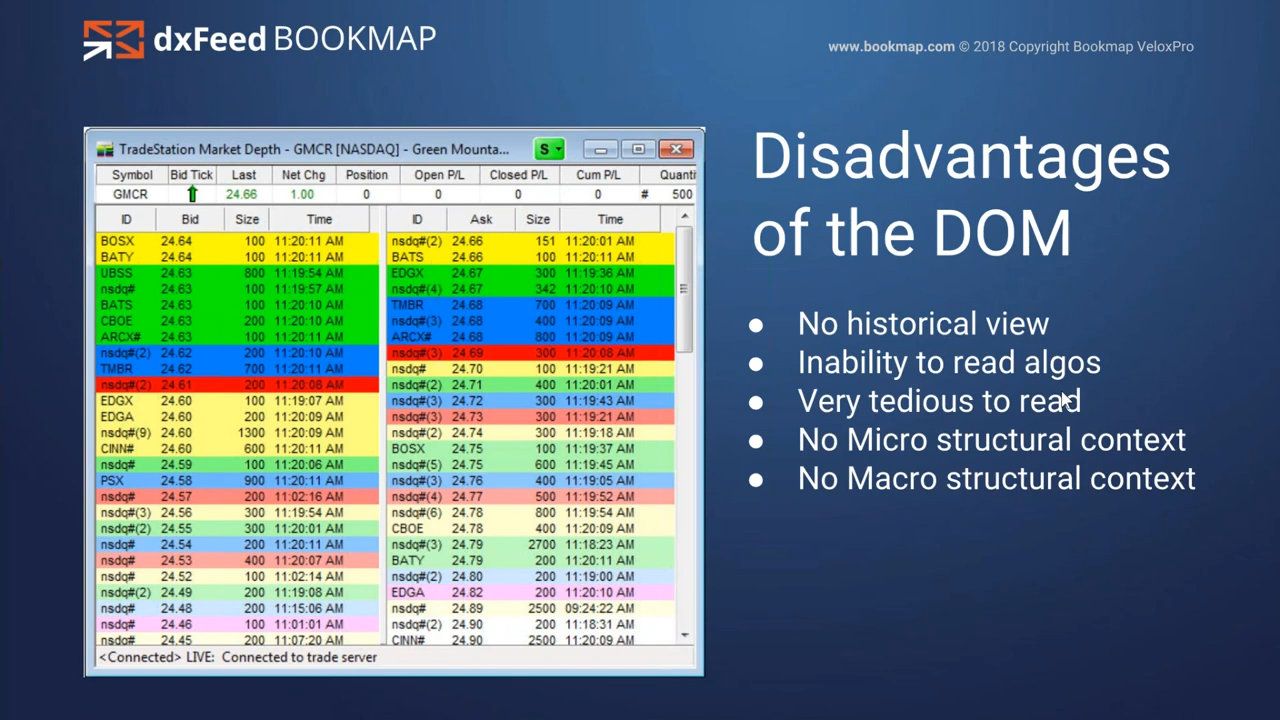 dxFeed BOOKMAP
www.bookmap.com © 2018 Copyright Bookmap VeloxPro
TradeStation Market Depth - GMCR [NASDAQ] - Green Mounta...
S
Symbol Bid Tick Last Net Chg Position Open P/L Closed P/L Cum P/L Quanti
GMCR 24.66 1.00 0 0 0 0 # 500
ID Bid Size Time ID Ask Size Time
BOSX 24.64 100 11:20:11 AM nsdq#(2) 24.66 151 11:20:01 AM
BATY 24.64 100 11:20:11 AM BATS 24.66 100 11:20:11 AM
UBSS 24.63 800 11:19:54 AM EDGX 24.67 300 11:19:36 AM
nsdq# 24.63 100 11:19:57 AM nsdq#(4) 24.67 342 11:20:10 AM
BATS 24.63 100 11:20:10 AM TMBR 24.68 700 11:20:09 AM
CBOE 24.63 200 11:20:10 AM nsdq#(3) 24.68 400 11:20:09 AM
ARCX# 24.63 100 11:20:11 AM ARCX# 24.68 800 11:20:09 AM
nsdq#(2) 24.62 200 11:20:10 AM nsdq#(3) 24.69 300 11:20:08 AM
TMBR 24.62 700 11:20:11 AM nsdq# 24.70 100 11:19:21 AM
nsdq#(2) 24.61 200 11:20:08 AM nsdq#(2) 24.71 400 11:20:01 AM
EDGX 24.60 100 11:19:07 AM nsdq#(3) 24.72 300 11:19:43 AM
EDGA 24.60 200 11:20:09 AM nsdq#(3) 24.73 300 11:19:21 AM
nsdq#(9) 24.60 1300 11:20:09 AM nsdq#(2) 24.74 300 11:19:18 AM
CINN# 24.60 600 11:20:11 AM BOSX 24.75 100 11:19:37 AM
nsdq# 24.59 100 11:20:06 AM nsdq#(5) 24.75 600 11:19:45 AM
PSX 24.58 900 11:20:11 AM nsdq#(3) 24.76 400 11:19:05 AM
nsdq# 24.57 200 11:02:16 AM nsdq#(4) 24.77 500 11:19:52 AM
nsdq#(3) 24.56 300 11:19:54 AM nsdq#(6) 24.78 800 11:19:54 AM
nsdq#(2) 24.55 300 11:20:01 AM CBOE 24.78 400 11:20:09 AM
nsdq# 24.54 200 11:20:11 AM nsdq#(3) 24.79 2700 11:18:23 AM
nsdq# 24.53 400 11:20:07 AM BATY 24.79 200 11:20:11 AM
nsdq# 24.52 100 11:02:14 AM nsdq#(2) 24.80 200 11:19:00 AM
nsdq#(2) 24.49 200 11:19:08 AM EDGA 24.82 200 11:20:10 AM
nsdq# 24.48 200 11:15:06 AM nsdq# 24.89 2500 09:24:22 AM
nsdq# 24.46 100 11:01:01 AM nsdq#(2) 24.90 200 11:18:31 AM
nsdq# 24.45 200 11:07:20 AM CINN# 24.90 2500 11:20:09 AM
<Connected> LIVE: Connected to trade server
Disadvantages
of the DOM
● No historical view
● Inability to read algos
● Very tedious to read
● No Micro structural context
● No Macro structural context